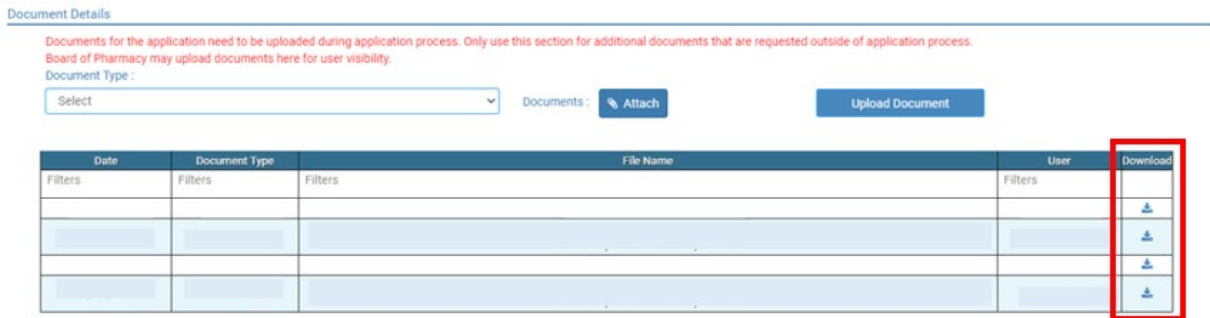 Document Details
Documents for the application need to be uploaded during application process. Only use this section for additional documents that are requested outside of application process.
Board of Pharmacy may upload documents here for user visibility.
Document Type :
Select Documents : Attach Upload Document
Date Document Type File Name User Download
Filters Filters Filters Filters